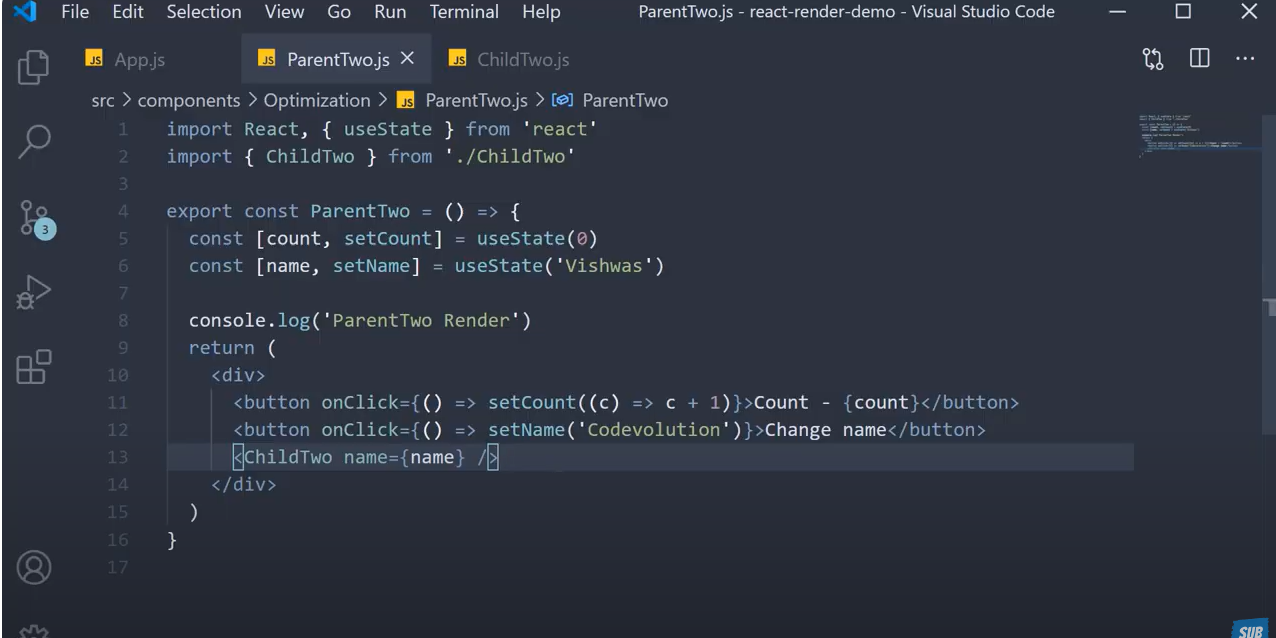 File Edit Selection View Go Run Terminal Help ParentTwo.js - react-render-demo - Visual Studio Code
JS App.js JS ParentTwo.js JS ChildTwo.js
src > components > Optimization > JS ParentTwo.js > ParentTwo
1 import React, { useState } from 'react'
2 import { ChildTwo } from './ChildTwo'
3
4 export const ParentTwo = () => {
5 const [count, setCount] = useState(0)
6 const [name, setName] = useState('Vishwas')
7
8 console.log('ParentTwo Render')
9 return (
10 <div>
11 <button onClick={() => setCount((c) => c + 1)}>Count - {count}</button>
12 <button onClick={() => setName('Codevolution')}>Change name</button>
13 <ChildTwo name={name} />
14 </div>
15 )
16 }
17
3
SUB